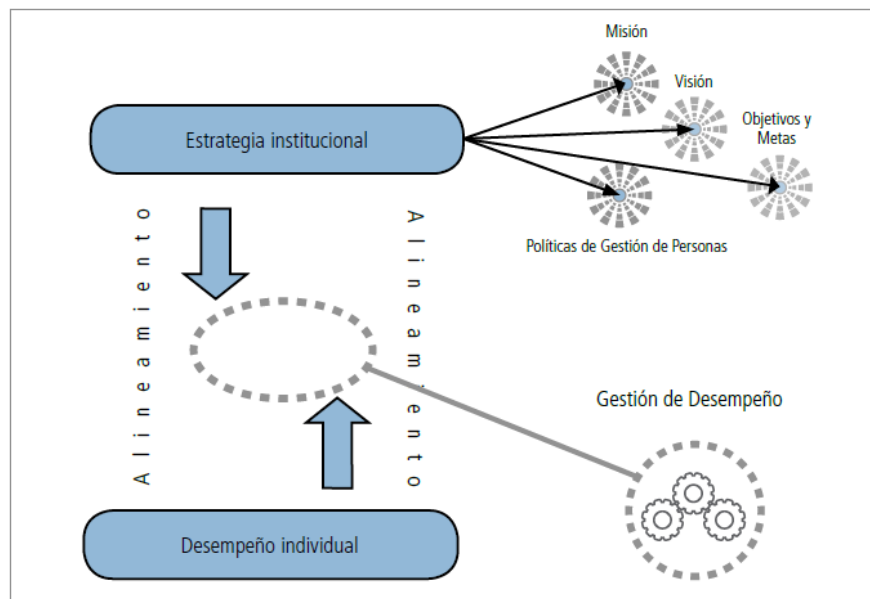 Misión
Visión
Objetivos y
Metas
Estrategia institucional
Políticas de Gestión de Personas
Alineamiento
Alineamiento
Gestión de Desempeño
Desempeño individual